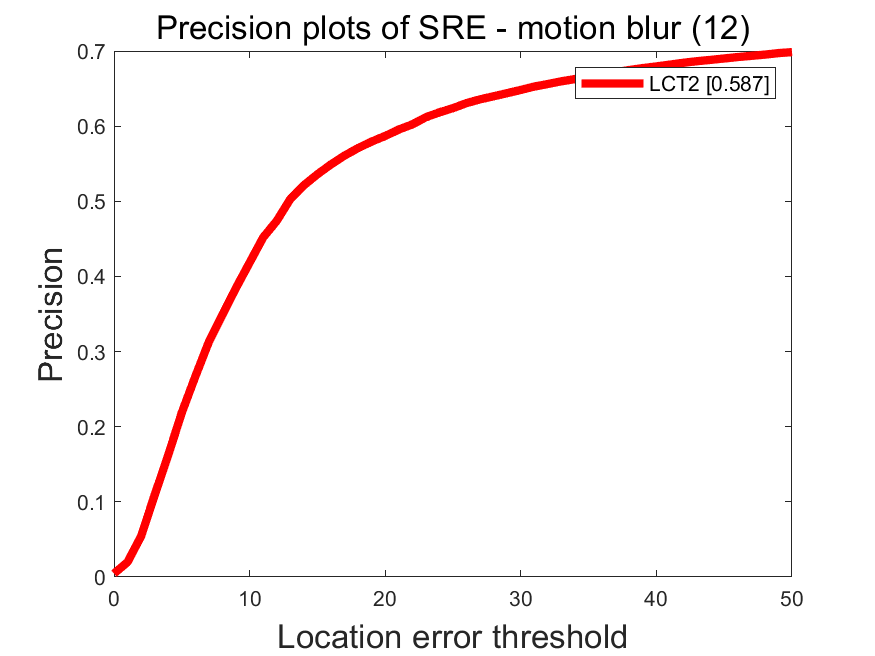 Precision plots of SRE - motion blur (12)
LCT2 [0.587]
Precision
0.7
0.6
0.5
0.4
0.3
0.2
0.1
0
0 10 20 30 40 50
Location error threshold